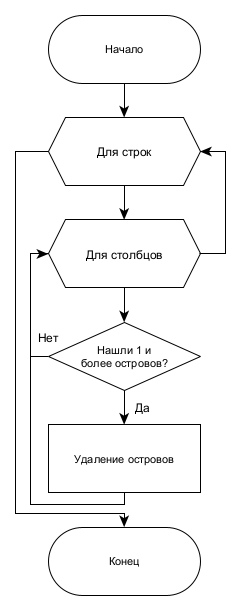 Начало
Для строк
Для столбцов
Нет
Нашли 1 и
более островов?
Да
Удаление островов
Конец